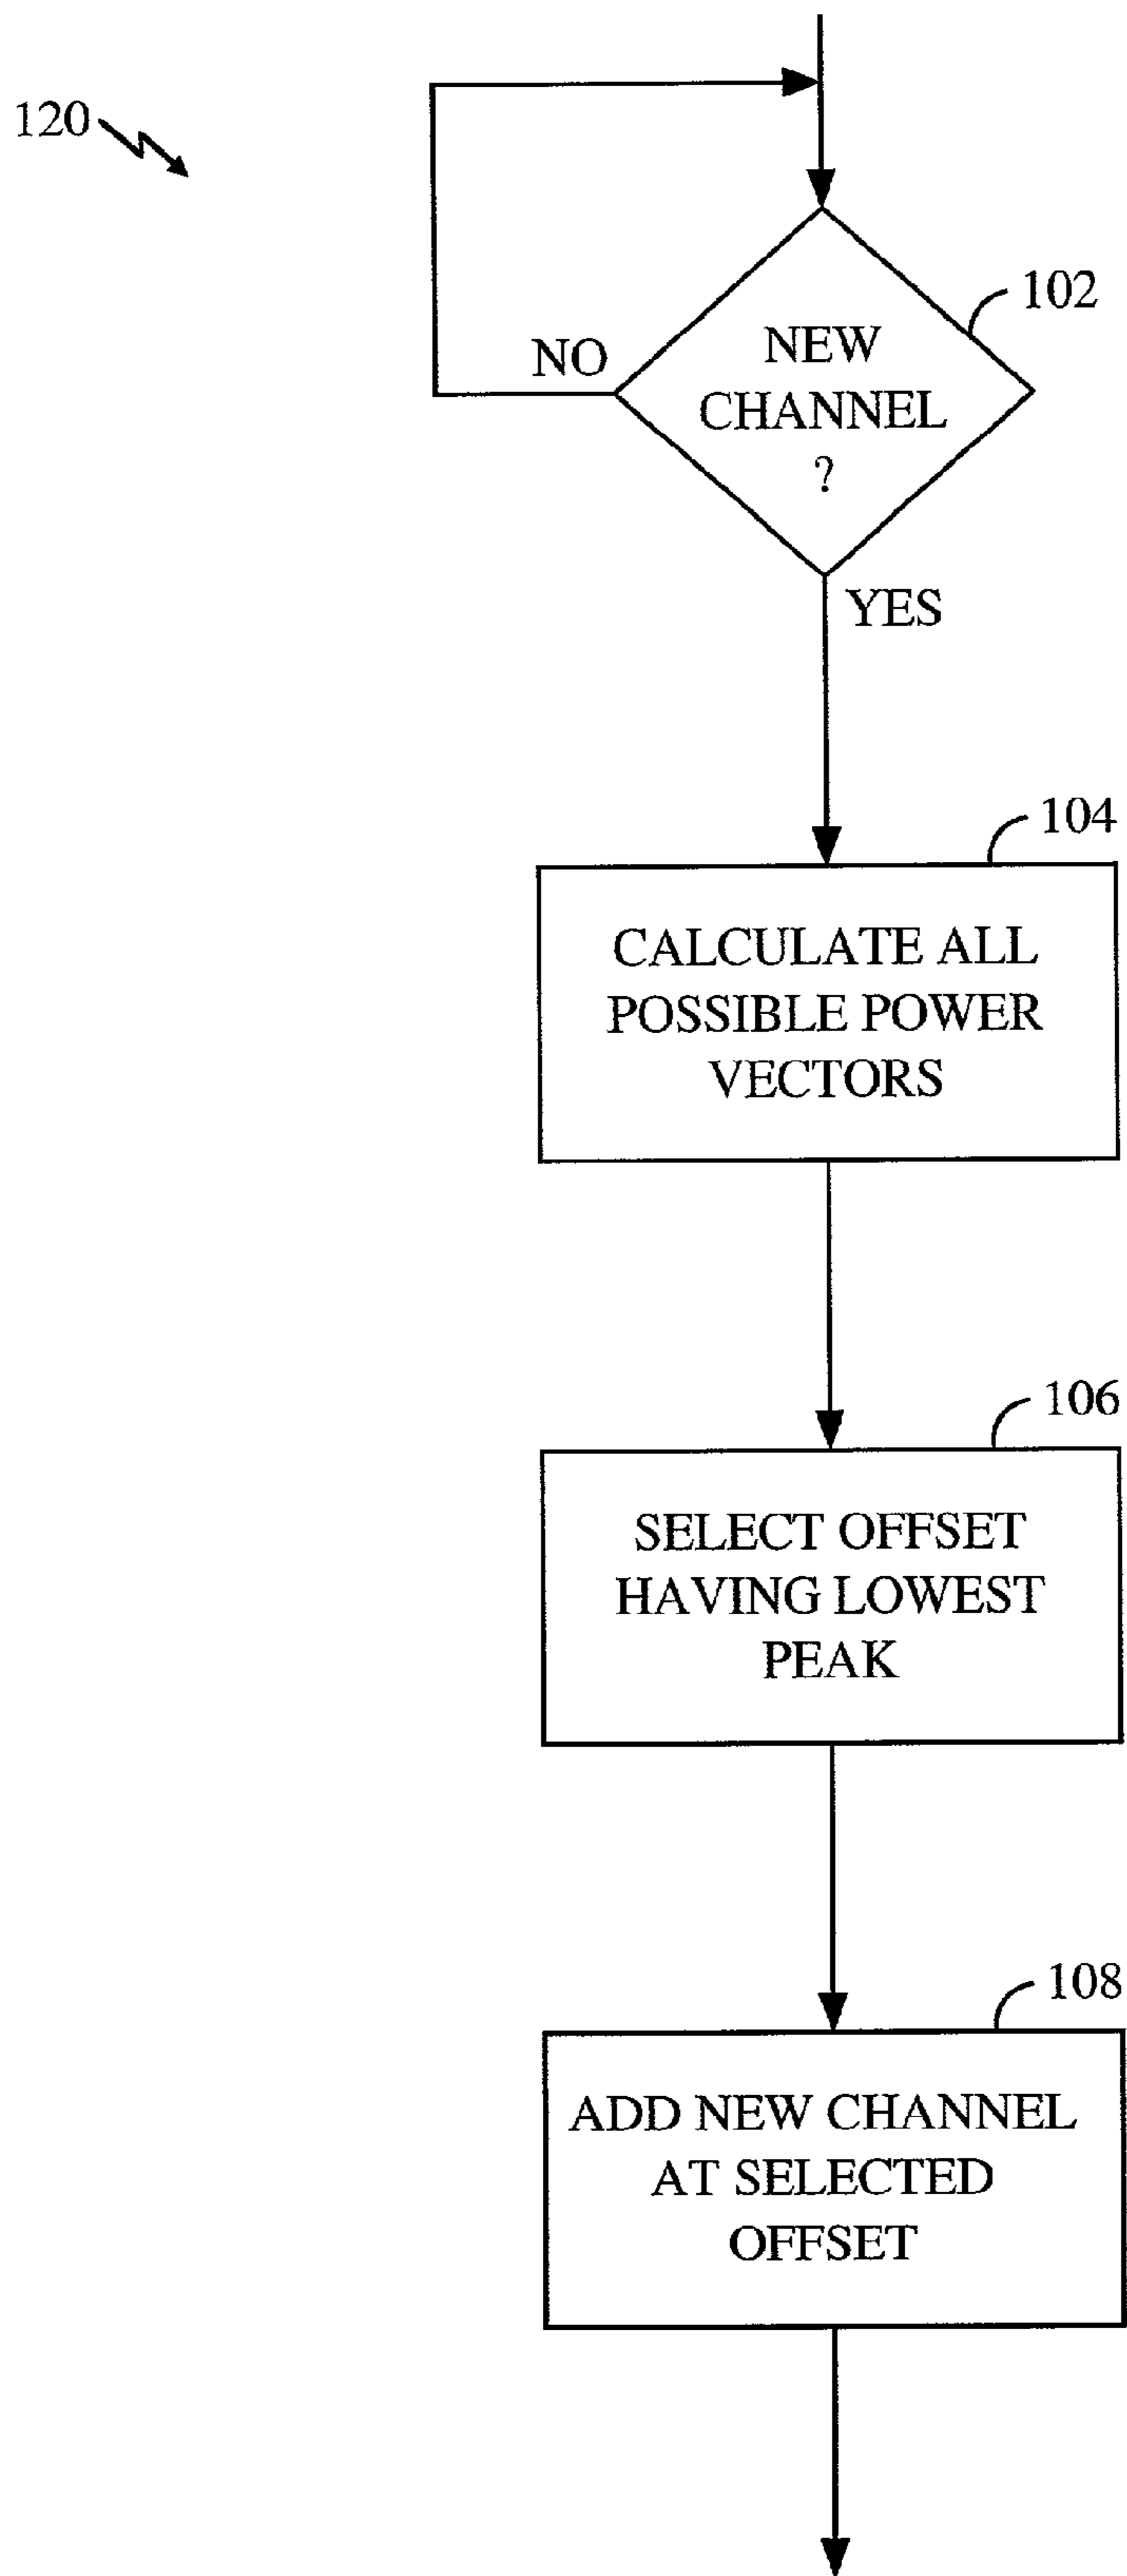 120
102
NEW
CHANNEL
?
NO
YES
104
CALCULATE ALL
POSSIBLE POWER
VECTORS
106
SELECT OFFSET
HAVING LOWEST
PEAK
108
ADD NEW CHANNEL
AT SELECTED
OFFSET